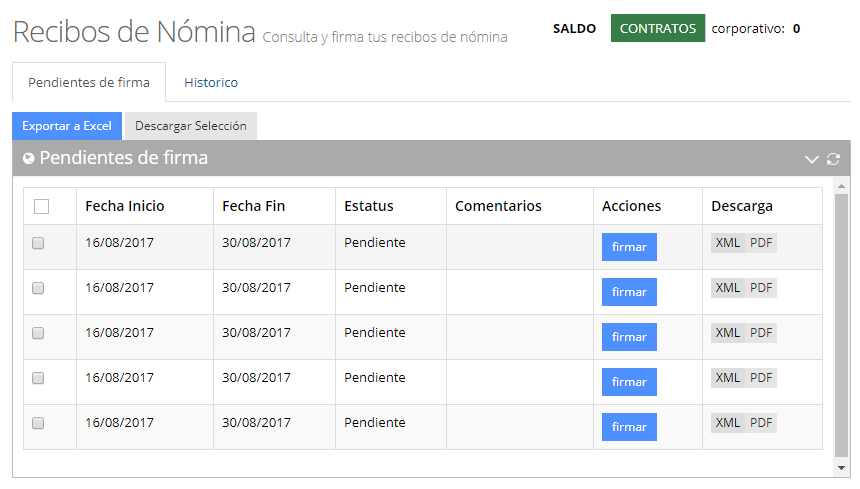 Recibos de Nómina Consulta y firma tus recibos de nómina SALDO CONTRATOS corporativo: 0
Pendientes de firma Historico
Exportar a Excel Descargar Selección
Pendientes de firma
Fecha Inicio Fecha Fin Estatus Comentarios Acciones Descarga
16/08/2017 30/08/2017 Pendiente firmar XML PDF
16/08/2017 30/08/2017 Pendiente firmar XML PDF
16/08/2017 30/08/2017 Pendiente firmar XML PDF
16/08/2017 30/08/2017 Pendiente firmar XML PDF
16/08/2017 30/08/2017 Pendiente firmar XML PDF